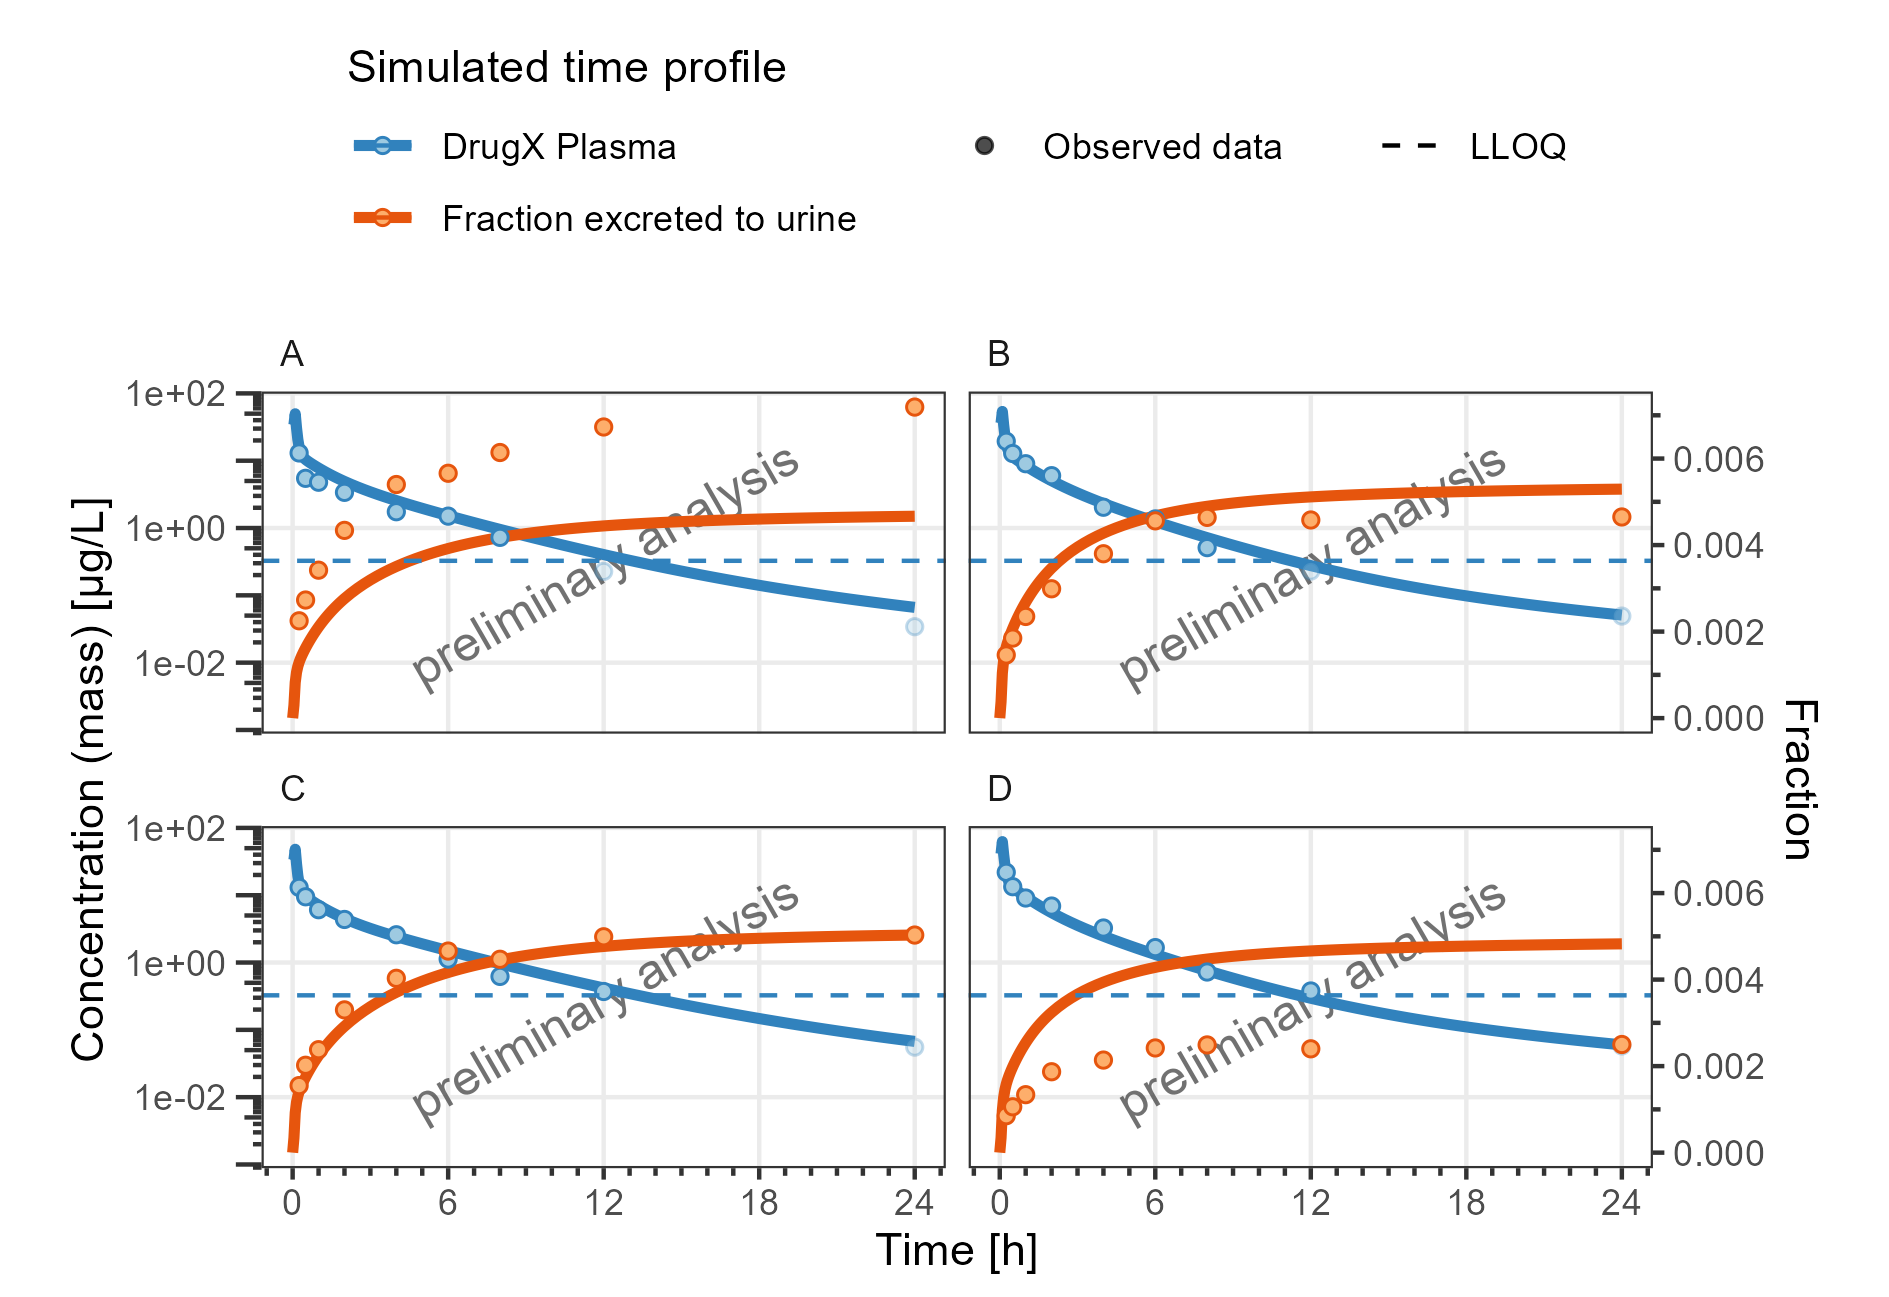 Simulated time profile
DrugX Plasma
Observed data
LLOQ
Fraction excreted to urine
A
B
1e+02
1e+00
1e-02
preliminary analysis
preliminary analysis
0.006
0.004
0.002
0.000
C
D
1e+02
1e+00
1e-02
preliminary analysis
preliminary analysis
0.006
0.004
0.002
0.000
0 6 12 18 24
0 6 12 18 24
Time [h]
Concentration (mass) [µg/L]
Fraction